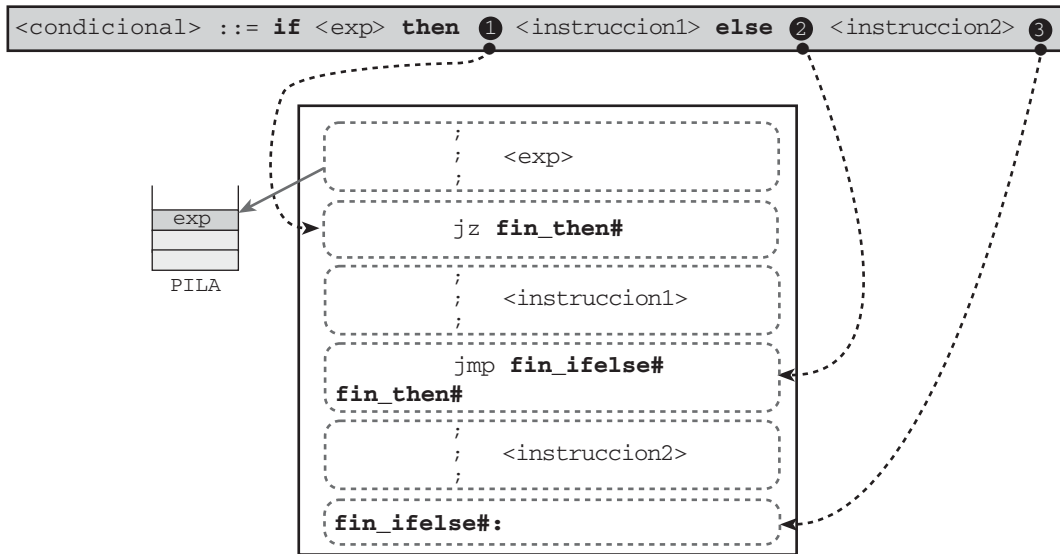 <condicional> ::= if <exp> then 1 <instruccion1> else 2 <instruccion2> 3
;
; <exp>
;
exp
PILA
jz fin_then#
;
; <instruccion1>
;
jmp fin_ifelse#
fin_then#
;
; <instruccion2>
;
fin_ifelse#: